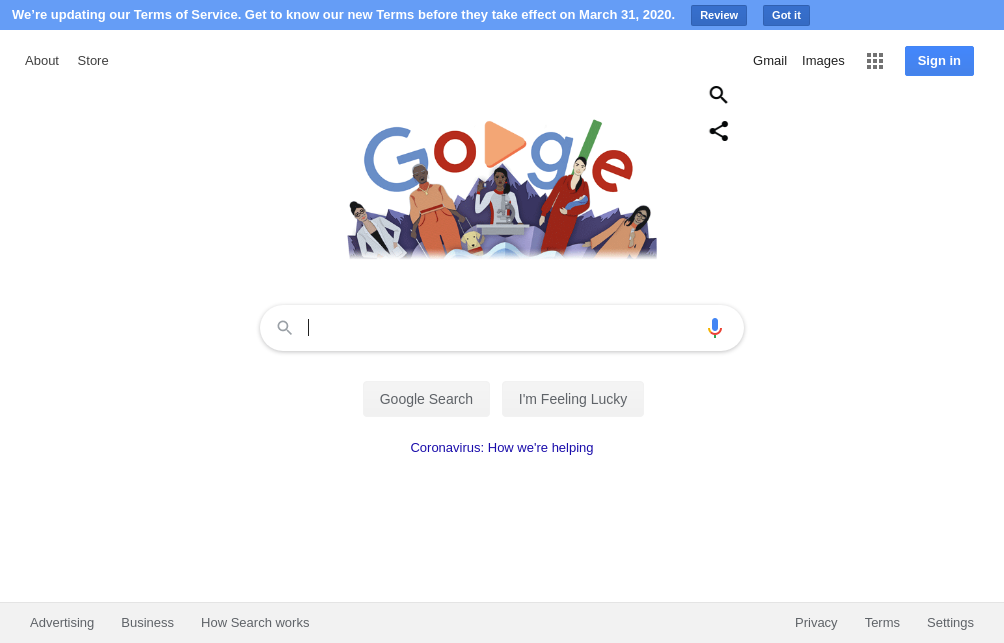 We're updating our Terms of Service. Get to know our new Terms before they take effect on March 31, 2020. Review Got it
About Store Gmail Images Sign in
Google
Google Search I'm Feeling Lucky
Coronavirus: How we're helping
Advertising Business How Search works Privacy Terms Settings